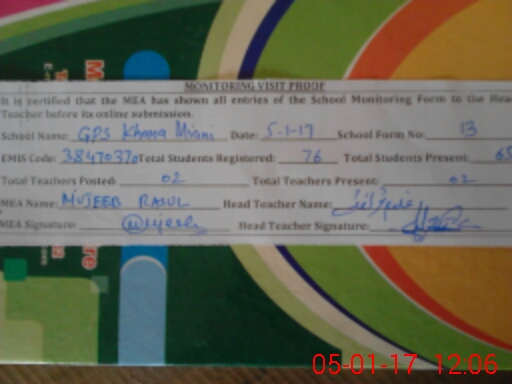 MONITORING VISIT PROOF
It is certified that the MEA has shown all entries of the School Monitoring Form to the Head
Teacher before its online submission.
School Name: GPS Khana Miani Date: 5-1-17 School Form No: 13
EMIS Code: 38470370 Total Students Registered: 76 Total Students Present: 65
Total Teachers Posted: 02 Total Teachers Present: 02
MEA Name: MUJEEB RASUL Head Teacher Name:
MEA Signature: Head Teacher Signature:
05-01-17 12:06